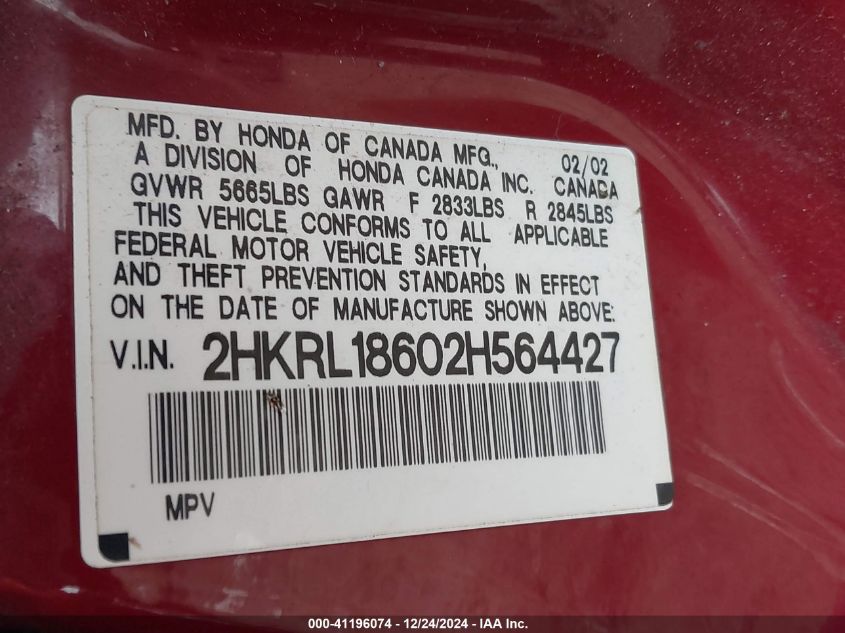 MFD. BY HONDA OF CANADA MFG., 02/02
A DIVISION OF HONDA CANADA INC. CANADA
GVWR 5665LBS GAWR F 2833LBS R 2845LBS
THIS VEHICLE CONFORMS TO ALL APPLICABLE
FEDERAL MOTOR VEHICLE SAFETY,
AND THEFT PREVENTION STANDARDS IN EFFECT
ON THE DATE OF MANUFACTURE SHOWN ABOVE:
V.I.N. 2HKRL18602H564427
MPV
000-41196074 - 12/24/2024 - IAA Inc.